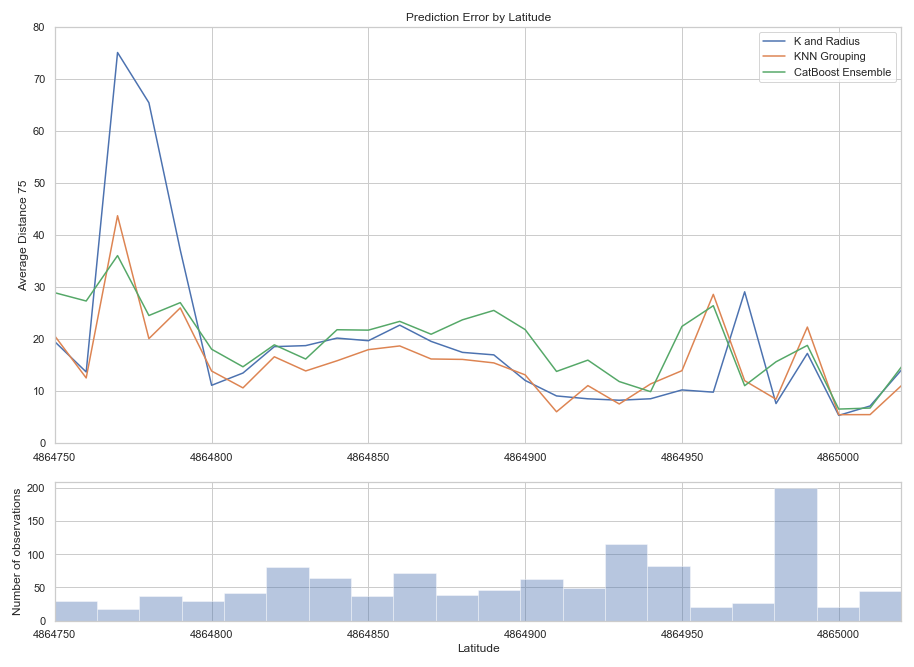 Prediction Error by Latitude
K and Radius
KNN Grouping
CatBoost Ensemble
Average Distance 75
80
70
60
50
40
30
20
10
0
4864750 4864800 4864850 4864900 4864950 4865000
Number of observations
200
150
100
50
0
4864750 4864800 4864850 4864900 4864950 4865000
Latitude